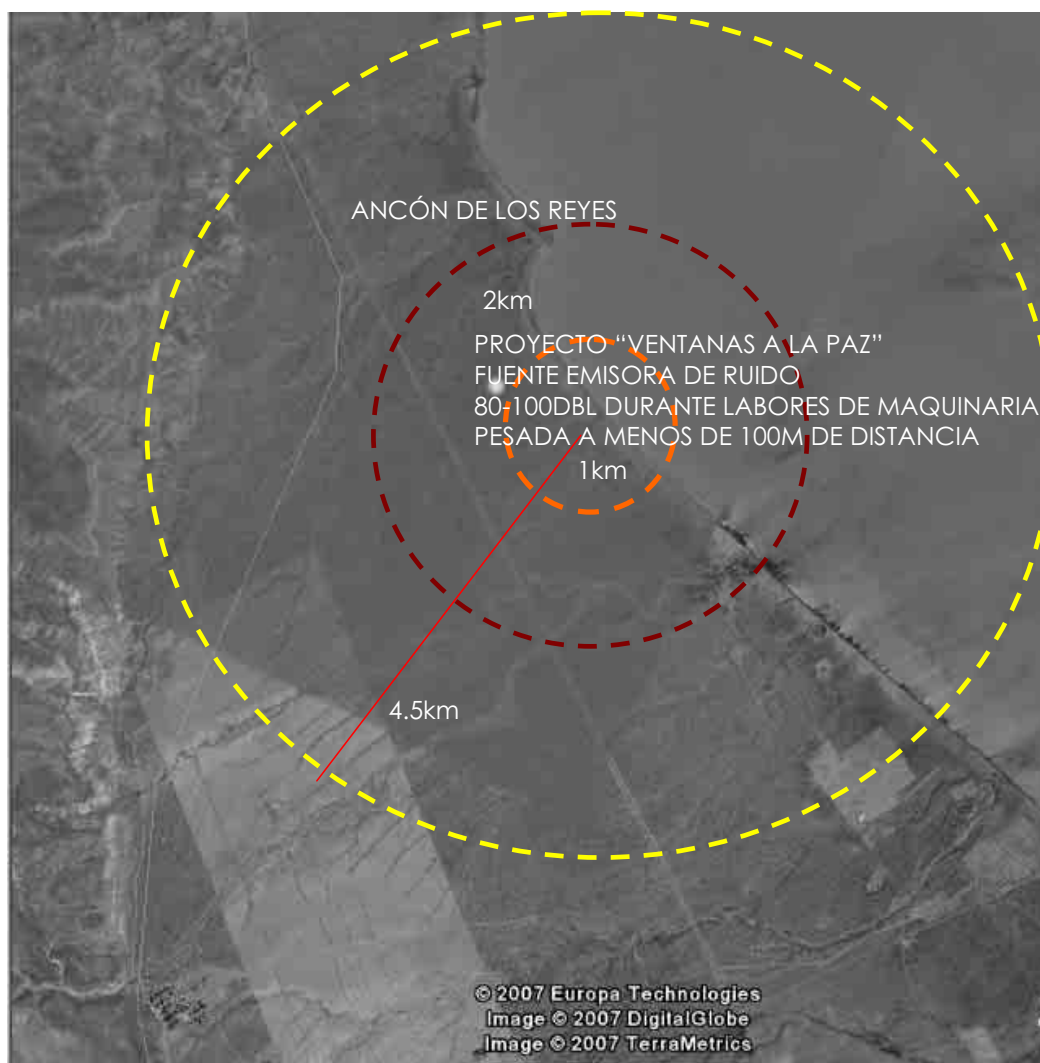 ANCÓN DE LOS REYES
2km
PROYECTO “VENTANAS A LA PAZ”
FUENTE EMISORA DE RUIDO
80-100DBL DURANTE LABORES DE MAQUINARIA
PESADA A MENOS DE 100M DE DISTANCIA
1km
4.5km
© 2007 Europa Technologies
Image © 2007 DigitalGlobe
Image © 2007 TerraMetrics